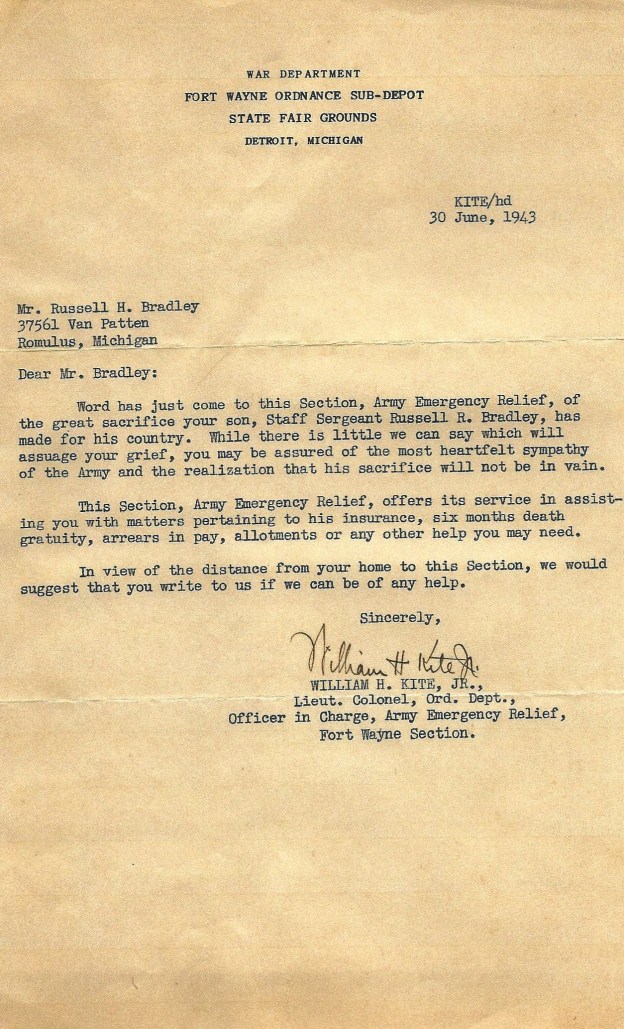 WAR DEPARTMENT
FORT WAYNE ORDNANCE SUB-DEPOT
STATE FAIR GROUNDS
DETROIT, MICHIGAN
KITE/hd
30 June, 1943
Mr. Russell H. Bradley
37561 Van Patten
Romulus, Michigan
Dear Mr. Bradley:
Word has just come to this Section, Army Emergency Relief, of
the great sacrifice your son, Staff Sergeant Russell R. Bradley, has
made for his country. While there is little we can say which will
assuage your grief, you may be assured of the most heartfelt sympathy
of the Army and the realization that his sacrifice will not be in vain.
This Section, Army Emergency Relief, offers its service in assist-
ing you with matters pertaining to his insurance, six months death
gratuity, arrears in pay, allotments or any other help you may need.
In view of the distance from your home to this Section, we would
suggest that you write to us if we can be of any help.
Sincerely,
William H Kite Jr.
WILLIAM H. KITE, JR.,
Lieut. Colonel, Ord. Dept.,
Officer in Charge, Army Emergency Relief,
Fort Wayne Section.